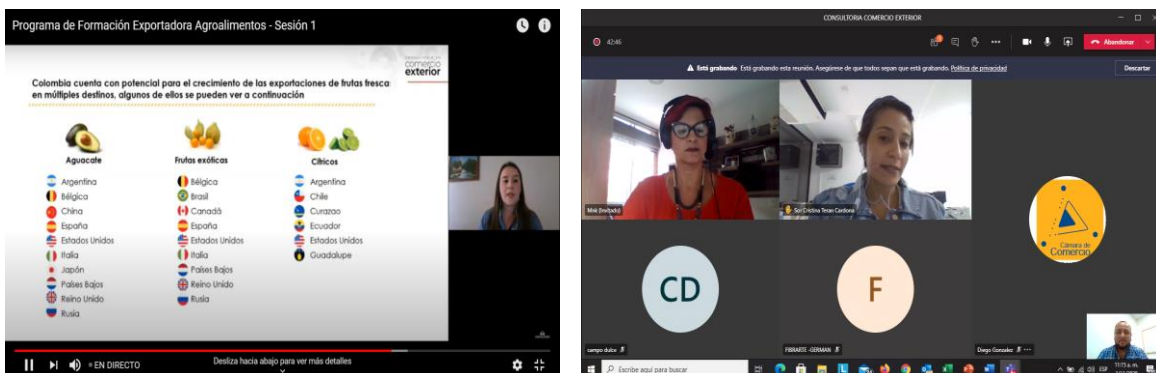 Programa de Formación Exportadora Agroalimentos - Sesión 1
comercio
exterior
Colombia cuenta con potencial para el crecimiento de las exportaciones de frutas fresca
en múltiples destinos, algunos de ellos se pueden ver a continuación
Aguacate
Argentina
Bélgica
China
España
Estados Unidos
Italia
Japón
Países Bajos
Reino Unido
Rusia
Frutas exóticas
Bélgica
Brasil
Canadá
España
Estados Unidos
Italia
Países Bajos
Reino Unido
Rusia
Cítricos
Argentina
Chile
Curazao
Ecuador
Estados Unidos
Guadalupe
EN DIRECTO
Desliza hacia abajo para ver más detalles
CONSULTORIA COMERCIO EXTERIOR
42:46
Abandonar
Está grabando Está grabando esta reunión. Asegúrese de que todos sepan que está grabando. Política de privacidad
Descartar
(Invitado)
Sor Cristina Teran Cardona
Cámara de
Comercio
CD
F
campo dulce
FIBRARTE -GERMAN
Diego Gonzalez
Escribe aquí para buscar
ESP
11:15 a. m.